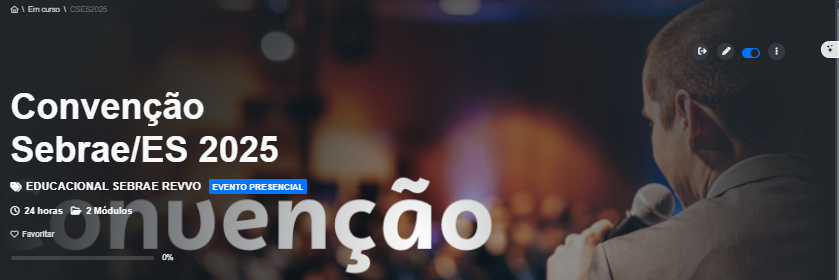 \ Em curso \ CSES2025
Convenção
Sebrae/ES 2025
EDUCACIONAL SEBRAE REVVO EVENTO PRESENCIAL
24 horas 2 Módulos
Convenção
Favoritar
0%